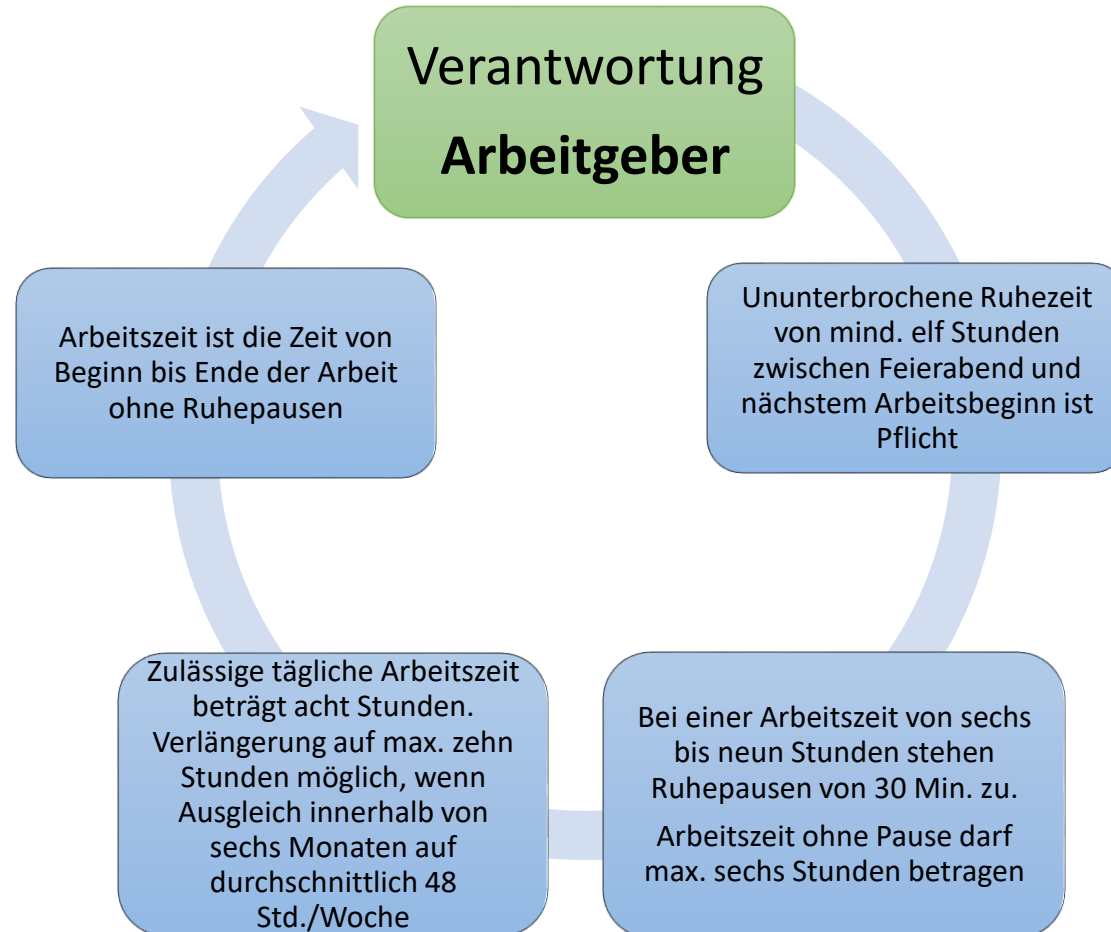 Verantwortung
Arbeitgeber
Ununterbrochene Ruhezeit
von mind. elf Stunden
zwischen Feierabend und
nächstem Arbeitsbeginn ist
Pflicht
Bei einer Arbeitszeit von sechs
bis neun Stunden stehen
Ruhepausen von 30 Min. zu.
Arbeitszeit ohne Pause darf
max. sechs Stunden betragen
Zulässige tägliche Arbeitszeit
beträgt acht Stunden.
Verlängerung auf max. zehn
Stunden möglich, wenn
Ausgleich innerhalb von
sechs Monaten auf
durchschnittlich 48
Std./Woche
Arbeitszeit ist die Zeit von
Beginn bis Ende der Arbeit
ohne Ruhepausen